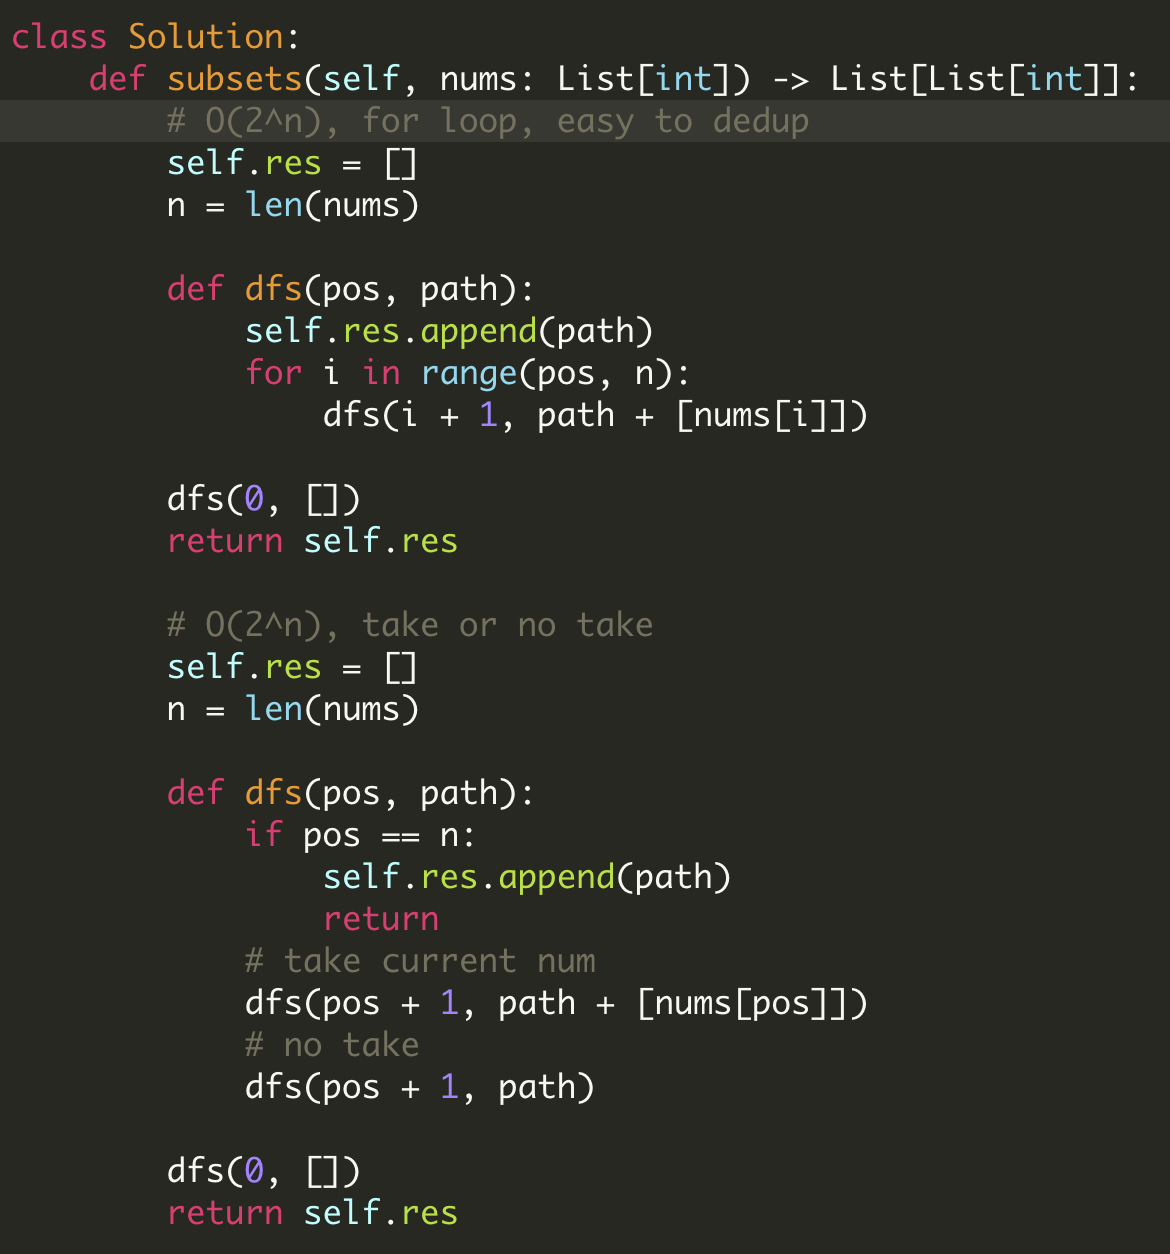 class Solution:
    def subsets(self, nums: List[int]) -> List[List[int]]:
        # O(2^n), for loop, easy to dedup
        self.res = []
        n = len(nums)

        def dfs(pos, path):
            self.res.append(path)
            for i in range(pos, n):
                dfs(i + 1, path + [nums[i]])

        dfs(0, [])
        return self.res

        # O(2^n), take or no take
        self.res = []
        n = len(nums)

        def dfs(pos, path):
            if pos == n:
                self.res.append(path)
                return
            # take current num
            dfs(pos + 1, path + [nums[pos]])
            # no take
            dfs(pos + 1, path)

        dfs(0, [])
        return self.res